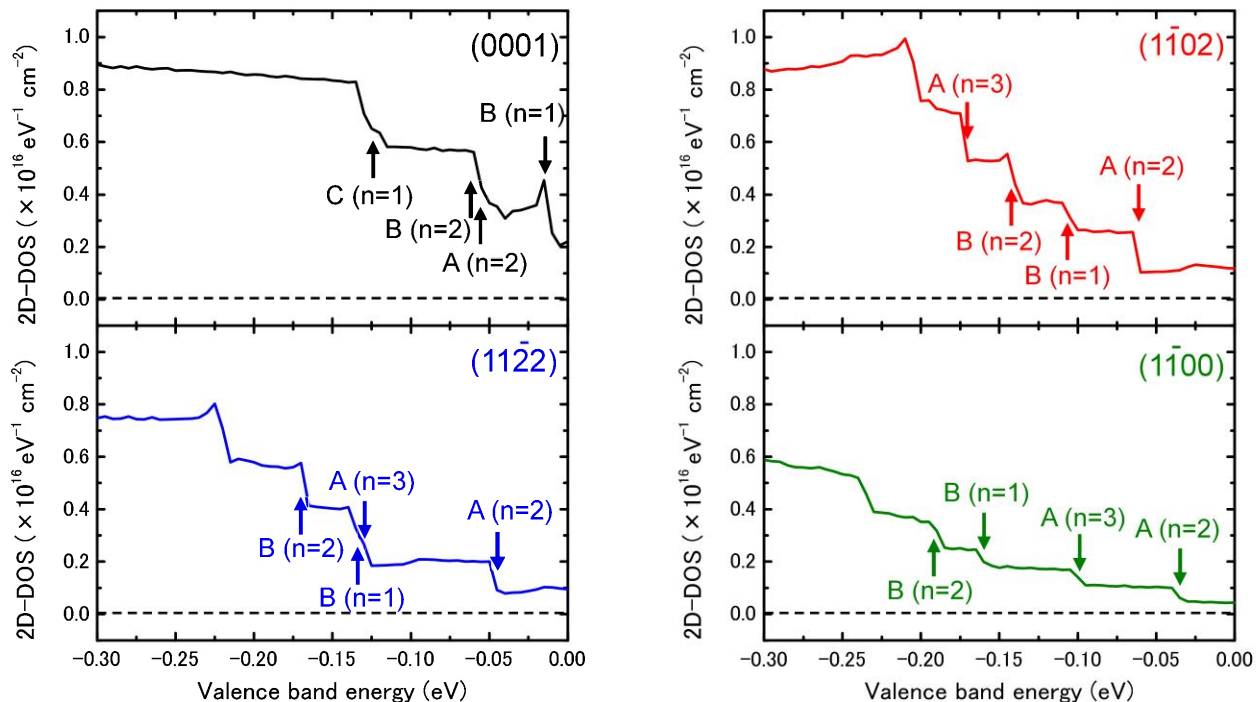 1.0
0.8
0.6
0.4
0.2
0.0
2D-DOS (×10¹⁶ eV⁻¹ cm⁻²)
(0001)
B (n=1)
C (n=1)
B (n=2)
A (n=2)
1.0
0.8
0.6
0.4
0.2
0.0
2D-DOS (×10¹⁶ eV⁻¹ cm⁻²)
(112̅2)
A (n=3)
A (n=2)
B (n=2)
B (n=1)
−0.30 −0.25 −0.20 −0.15 −0.10 −0.05 0.00
Valence band energy (eV)
1.0
0.8
0.6
0.4
0.2
0.0
2D-DOS (×10¹⁶ eV⁻¹ cm⁻²)
(11̅02)
A (n=3)
A (n=2)
B (n=2)
B (n=1)
1.0
0.8
0.6
0.4
0.2
0.0
2D-DOS (×10¹⁶ eV⁻¹ cm⁻²)
(11̅00)
B (n=1)
A (n=3)
A (n=2)
B (n=2)
−0.30 −0.25 −0.20 −0.15 −0.10 −0.05 0.00
Valence band energy (eV)